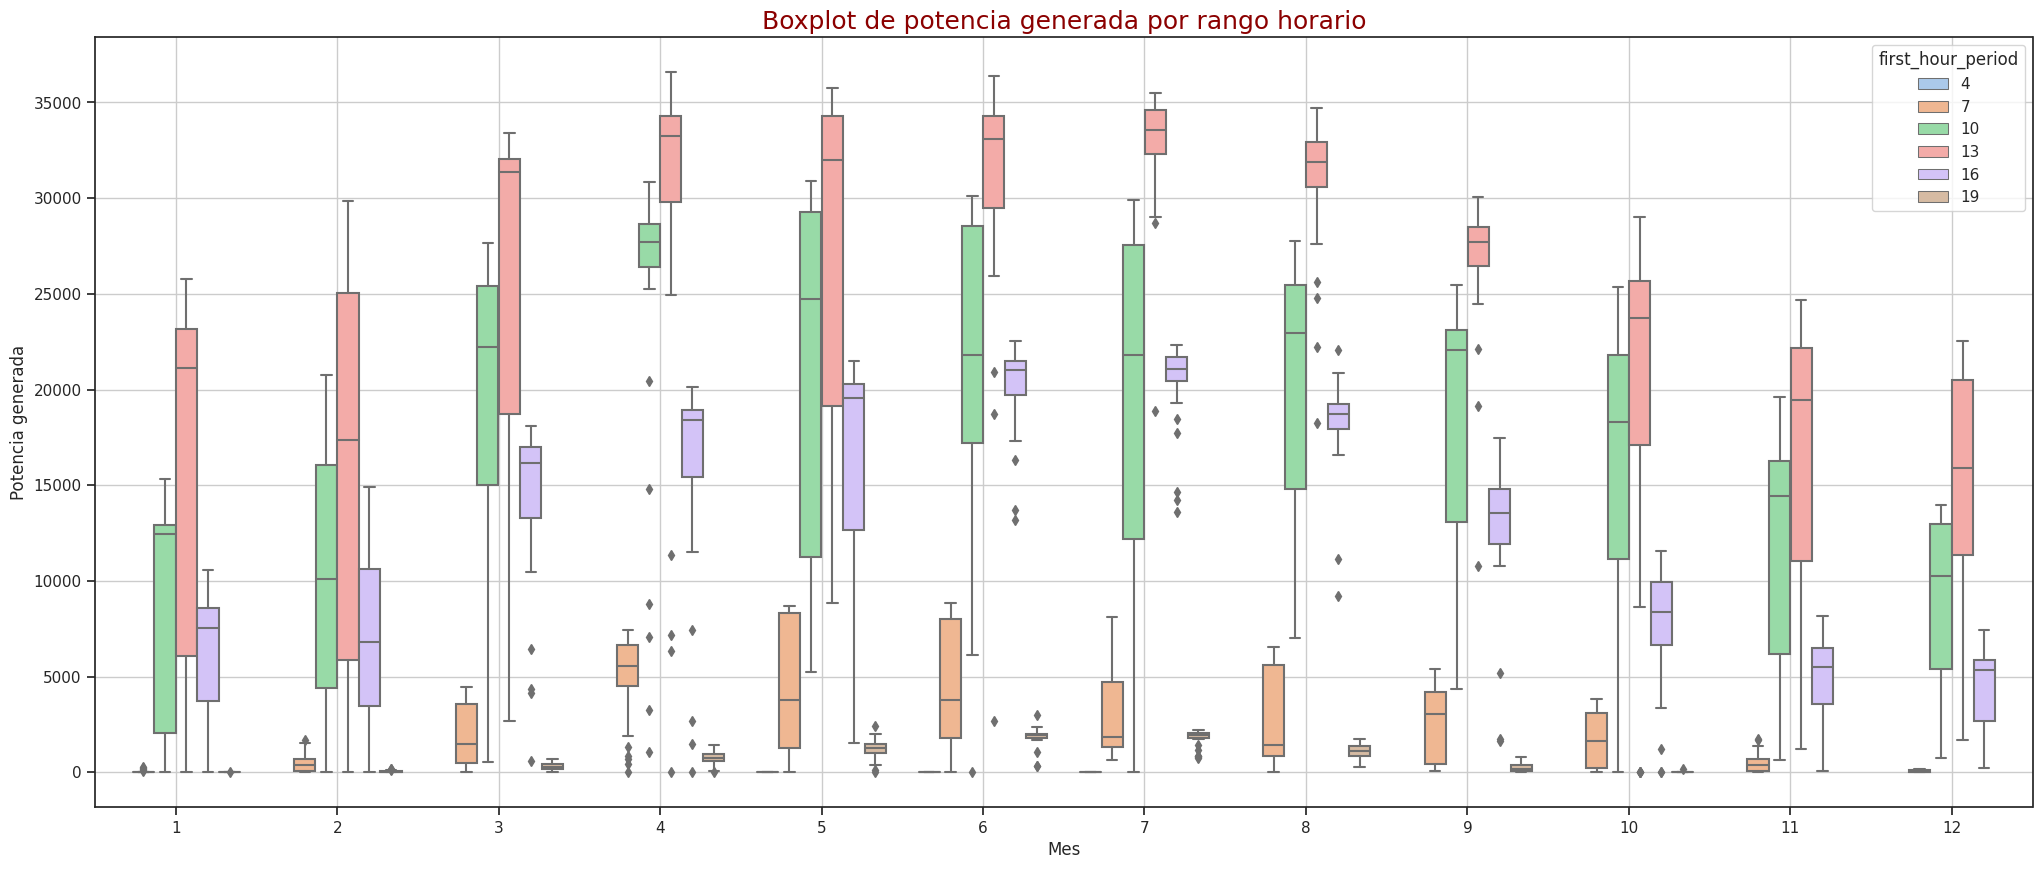 Boxplot de potencia generada por rango horario
first_hour_period
4
7
10
13
16
19
Potencia generada
35000
30000
25000
20000
15000
10000
5000
0
1 2 3 4 5 6 7 8 9 10 11 12
Mes